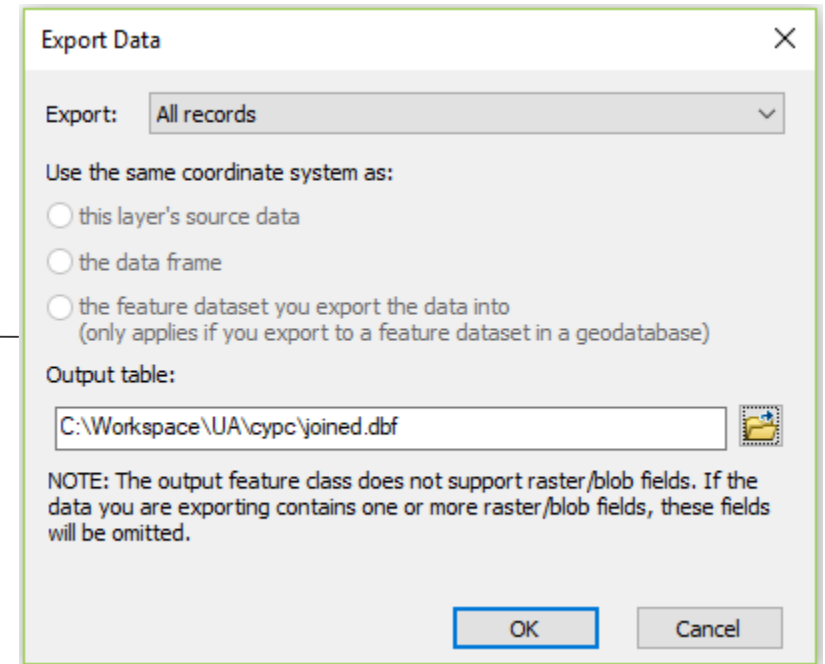 Export Data
Export: All records
Use the same coordinate system as:
this layer's source data
the data frame
the feature dataset you export the data into
(only applies if you export to a feature dataset in a geodatabase)
Output table:
C:\Workspace\UA\cypc\joined.dbf
NOTE: The output feature class does not support raster/blob fields. If the
data you are exporting contains one or more raster/blob fields, these fields
will be omitted.
OK Cancel